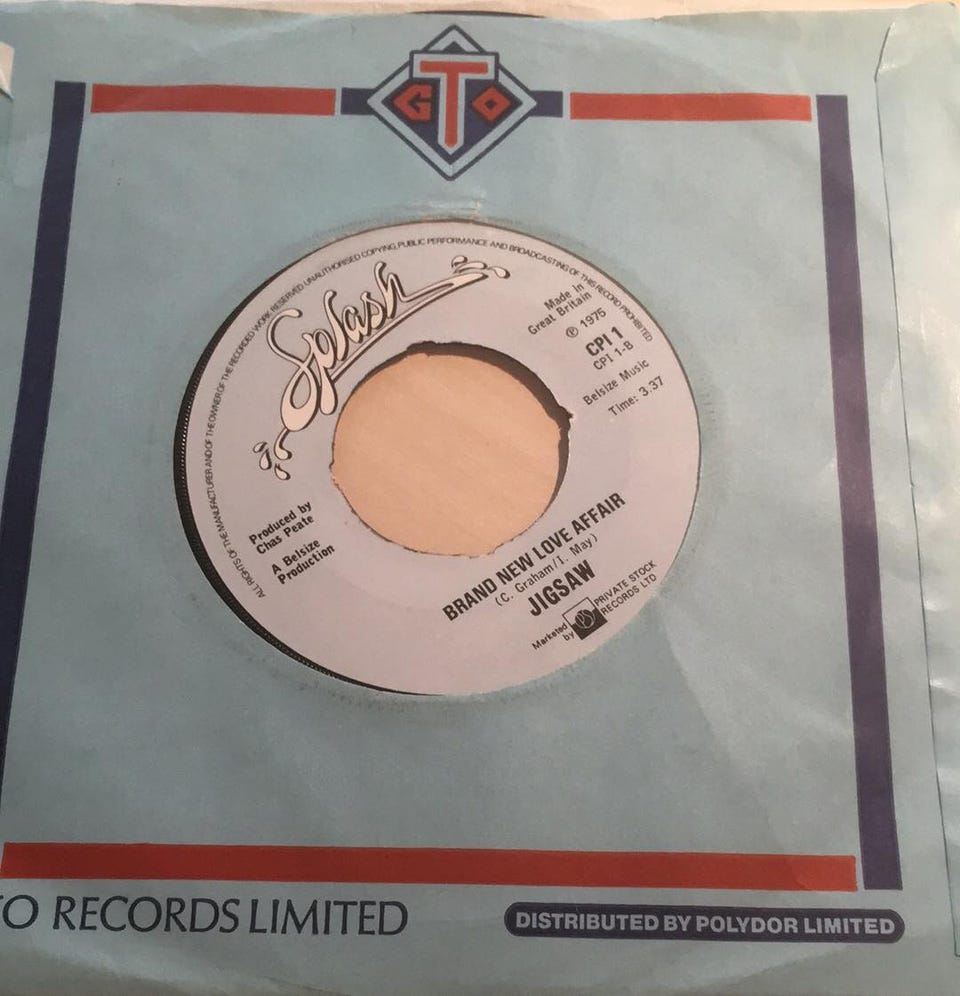 GTO
ALL RIGHTS OF THE MANUFACTURER AND OF THE OWNER OF THE RECORDED WORK RESERVED UNAUTHORISED COPYING, PUBLIC PERFORMANCE AND BROADCASTING OF THIS RECORD PROHIBITED
Splash
Made in
Great Britain
℗ 1975
CPI 1
CPI 1-B
Belsize Music
Time: 3.37
Produced by
Chas Peate
A Belsize
Production
BRAND NEW LOVE AFFAIR
(C. Graham/I. May)
JIGSAW
Marketed
by
PS
PRIVATE STOCK
RECORDS LTD
TO RECORDS LIMITED
DISTRIBUTED BY POLYDOR LIMITED